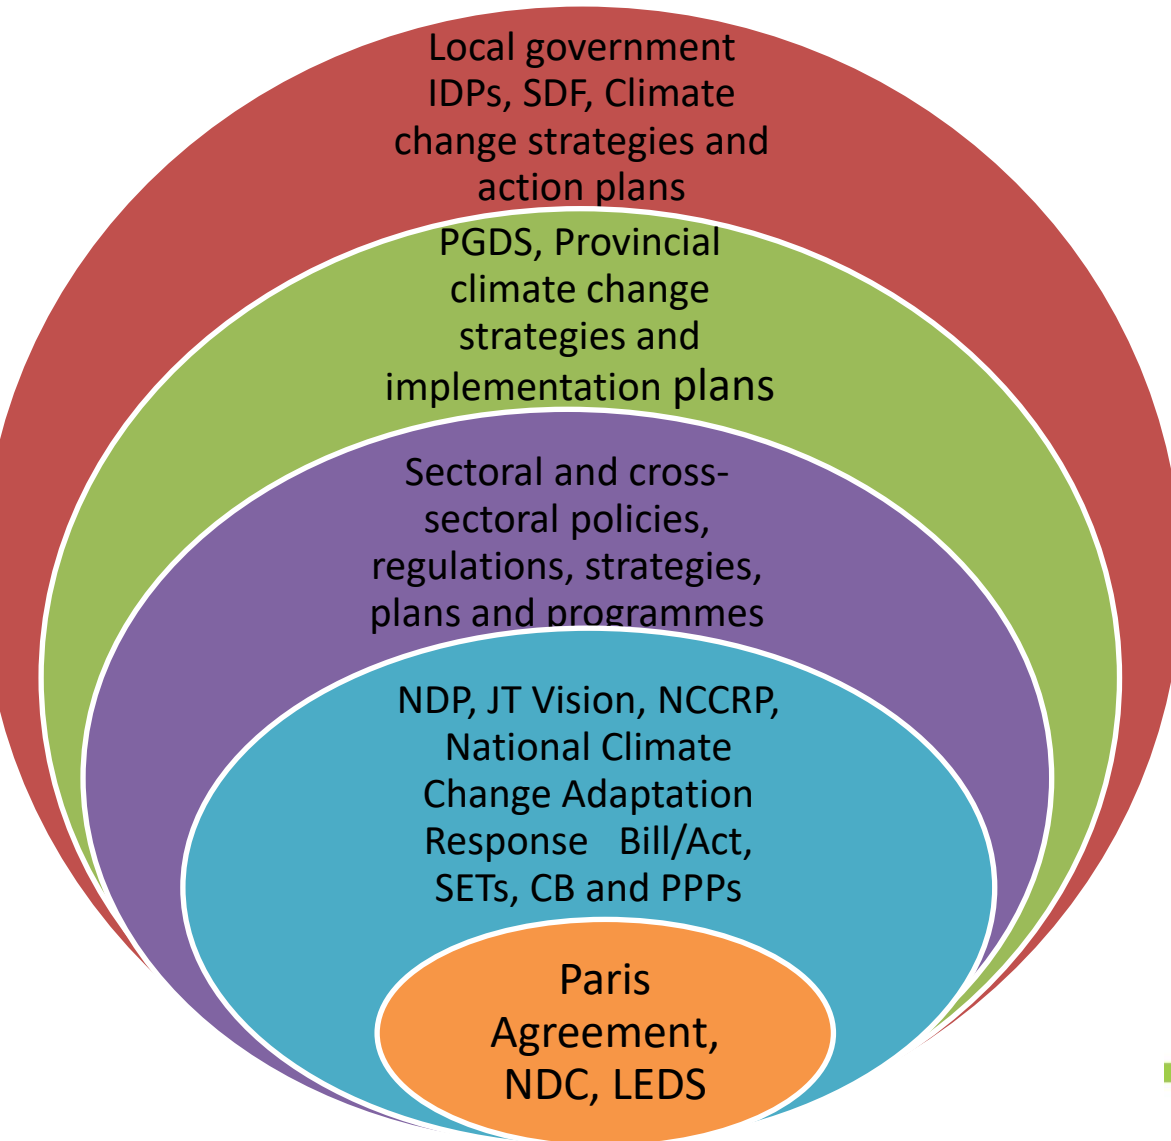 Local government
IDPs, SDF, Climate
change strategies and
action plans
PGDS, Provincial
climate change
strategies and
implementation plans
Sectoral and cross-
sectoral policies,
regulations, strategies,
plans and programmes
NDP, JT Vision, NCCRP,
National Climate
Change Adaptation
Response   Bill/Act,
SETs, CB and PPPs
Paris
Agreement,
NDC, LEDS